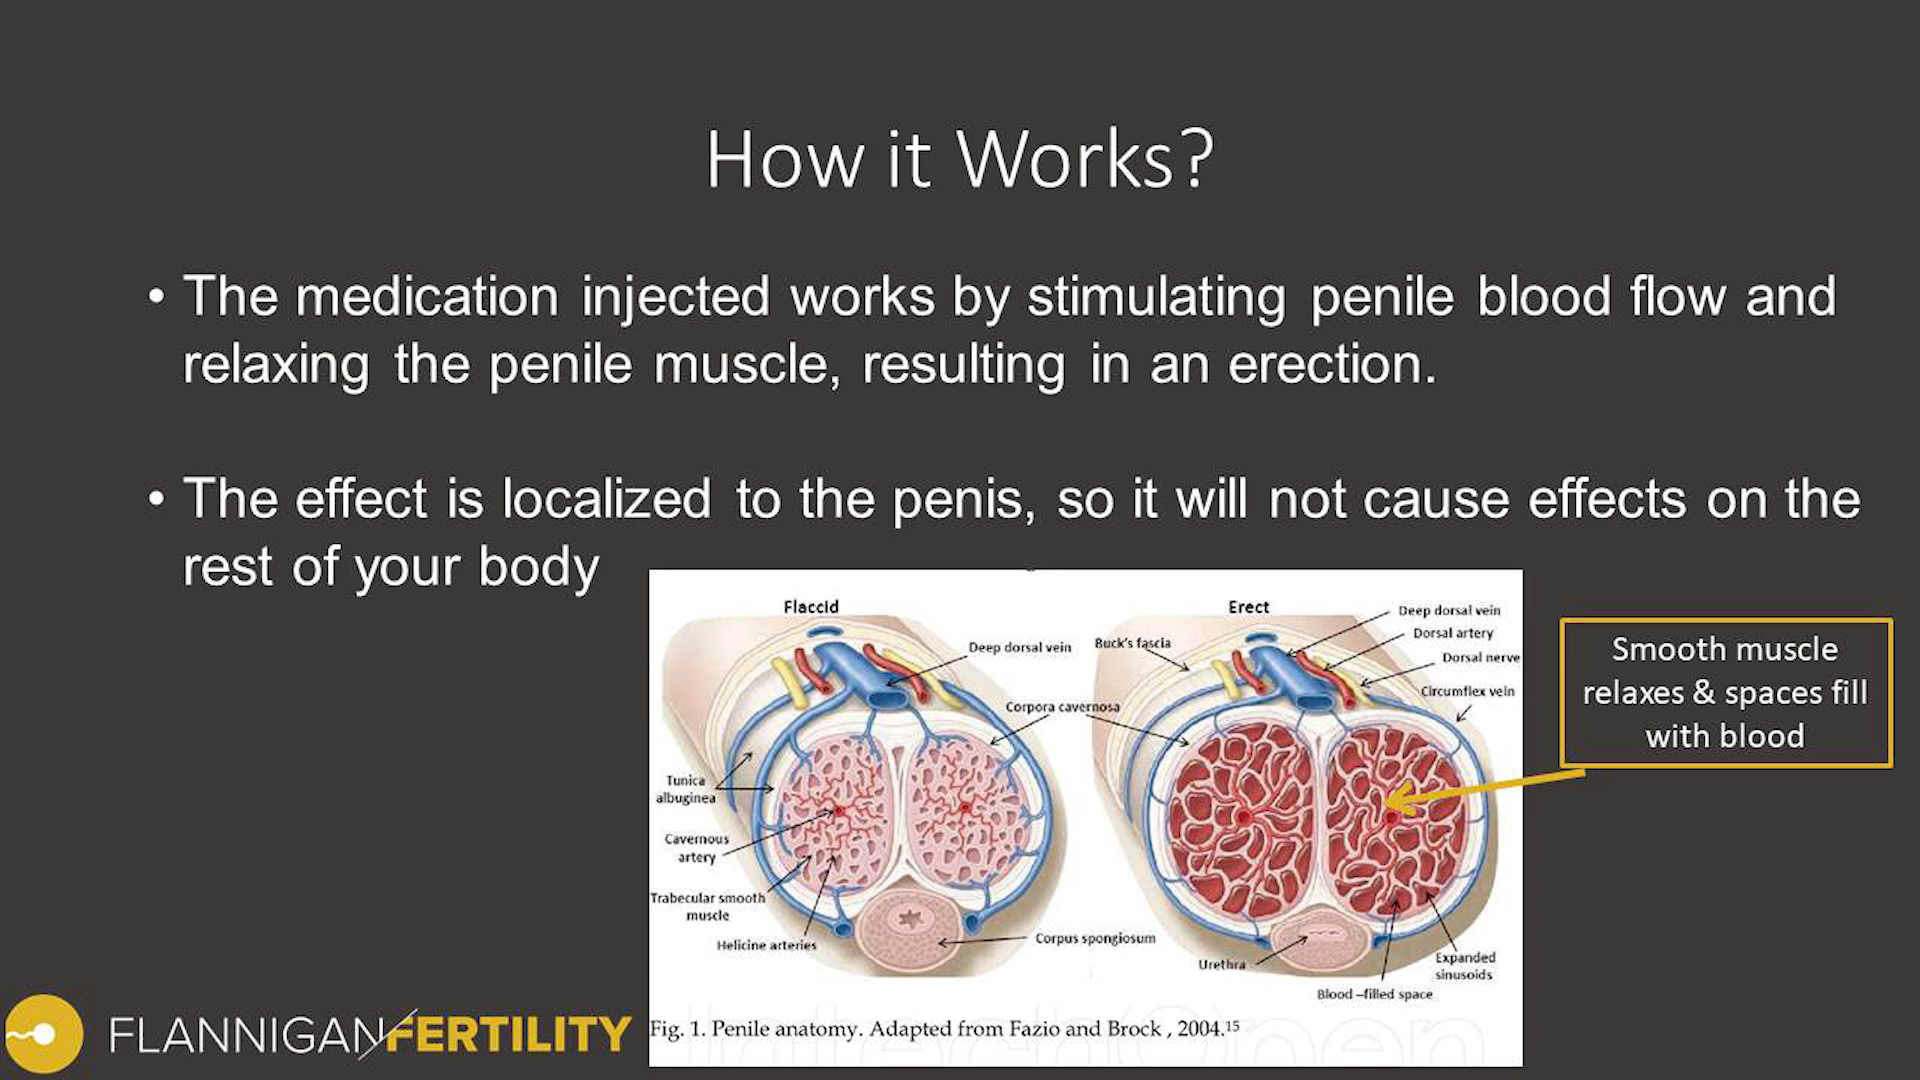 How it Works?
• The medication injected works by stimulating penile blood flow and
relaxing the penile muscle, resulting in an erection.
• The effect is localized to the penis, so it will not cause effects on the
rest of your body
Flaccid
Deep dorsal vein
Corpora cavernosa
Tunica
albuginea
Cavernous
artery
Trabecular smooth
muscle
Helicine arteries
Corpus spongiosum
Erect
Buck's fascia
Deep dorsal vein
Dorsal artery
Dorsal nerve
Circumflex vein
Urethra
Expanded
sinusoids
Blood –filled space
Smooth muscle
relaxes & spaces fill
with blood
Fig. 1. Penile anatomy. Adapted from Fazio and Brock , 2004.15
IntechOpen
FLANNIGAN/FERTILITY